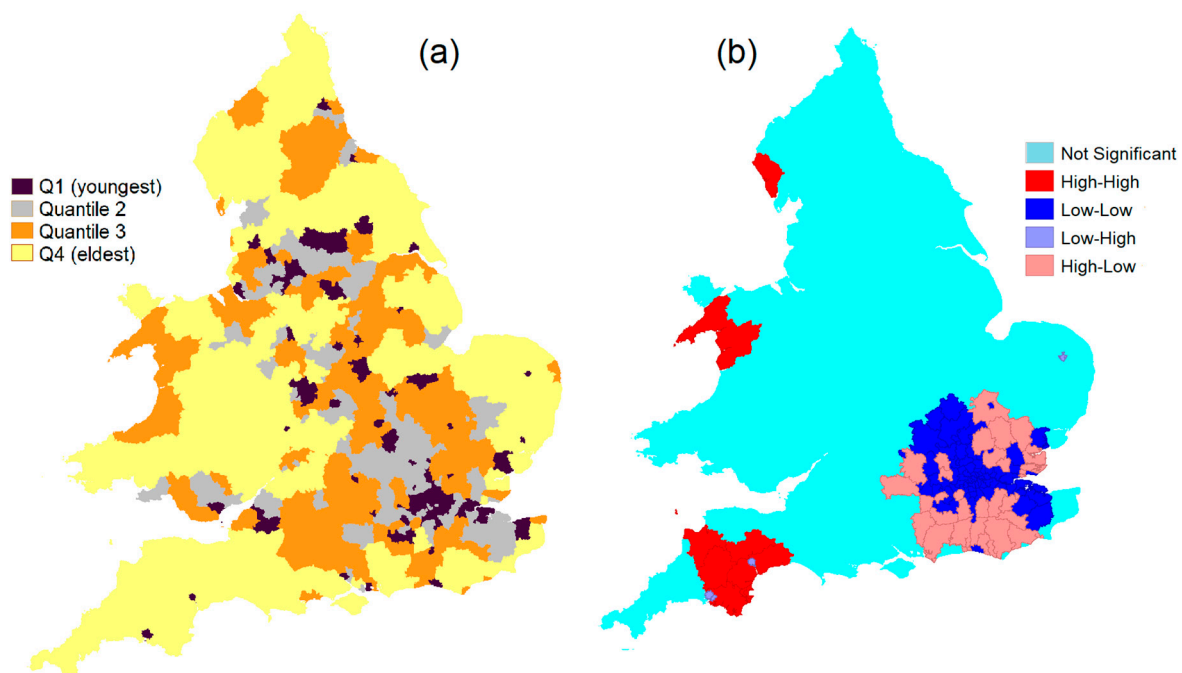 (a)
Q1 (youngest)
Quantile 2
Quantile 3
Q4 (eldest)
(b)
Not Significant
High-High
Low-Low
Low-High
High-Low